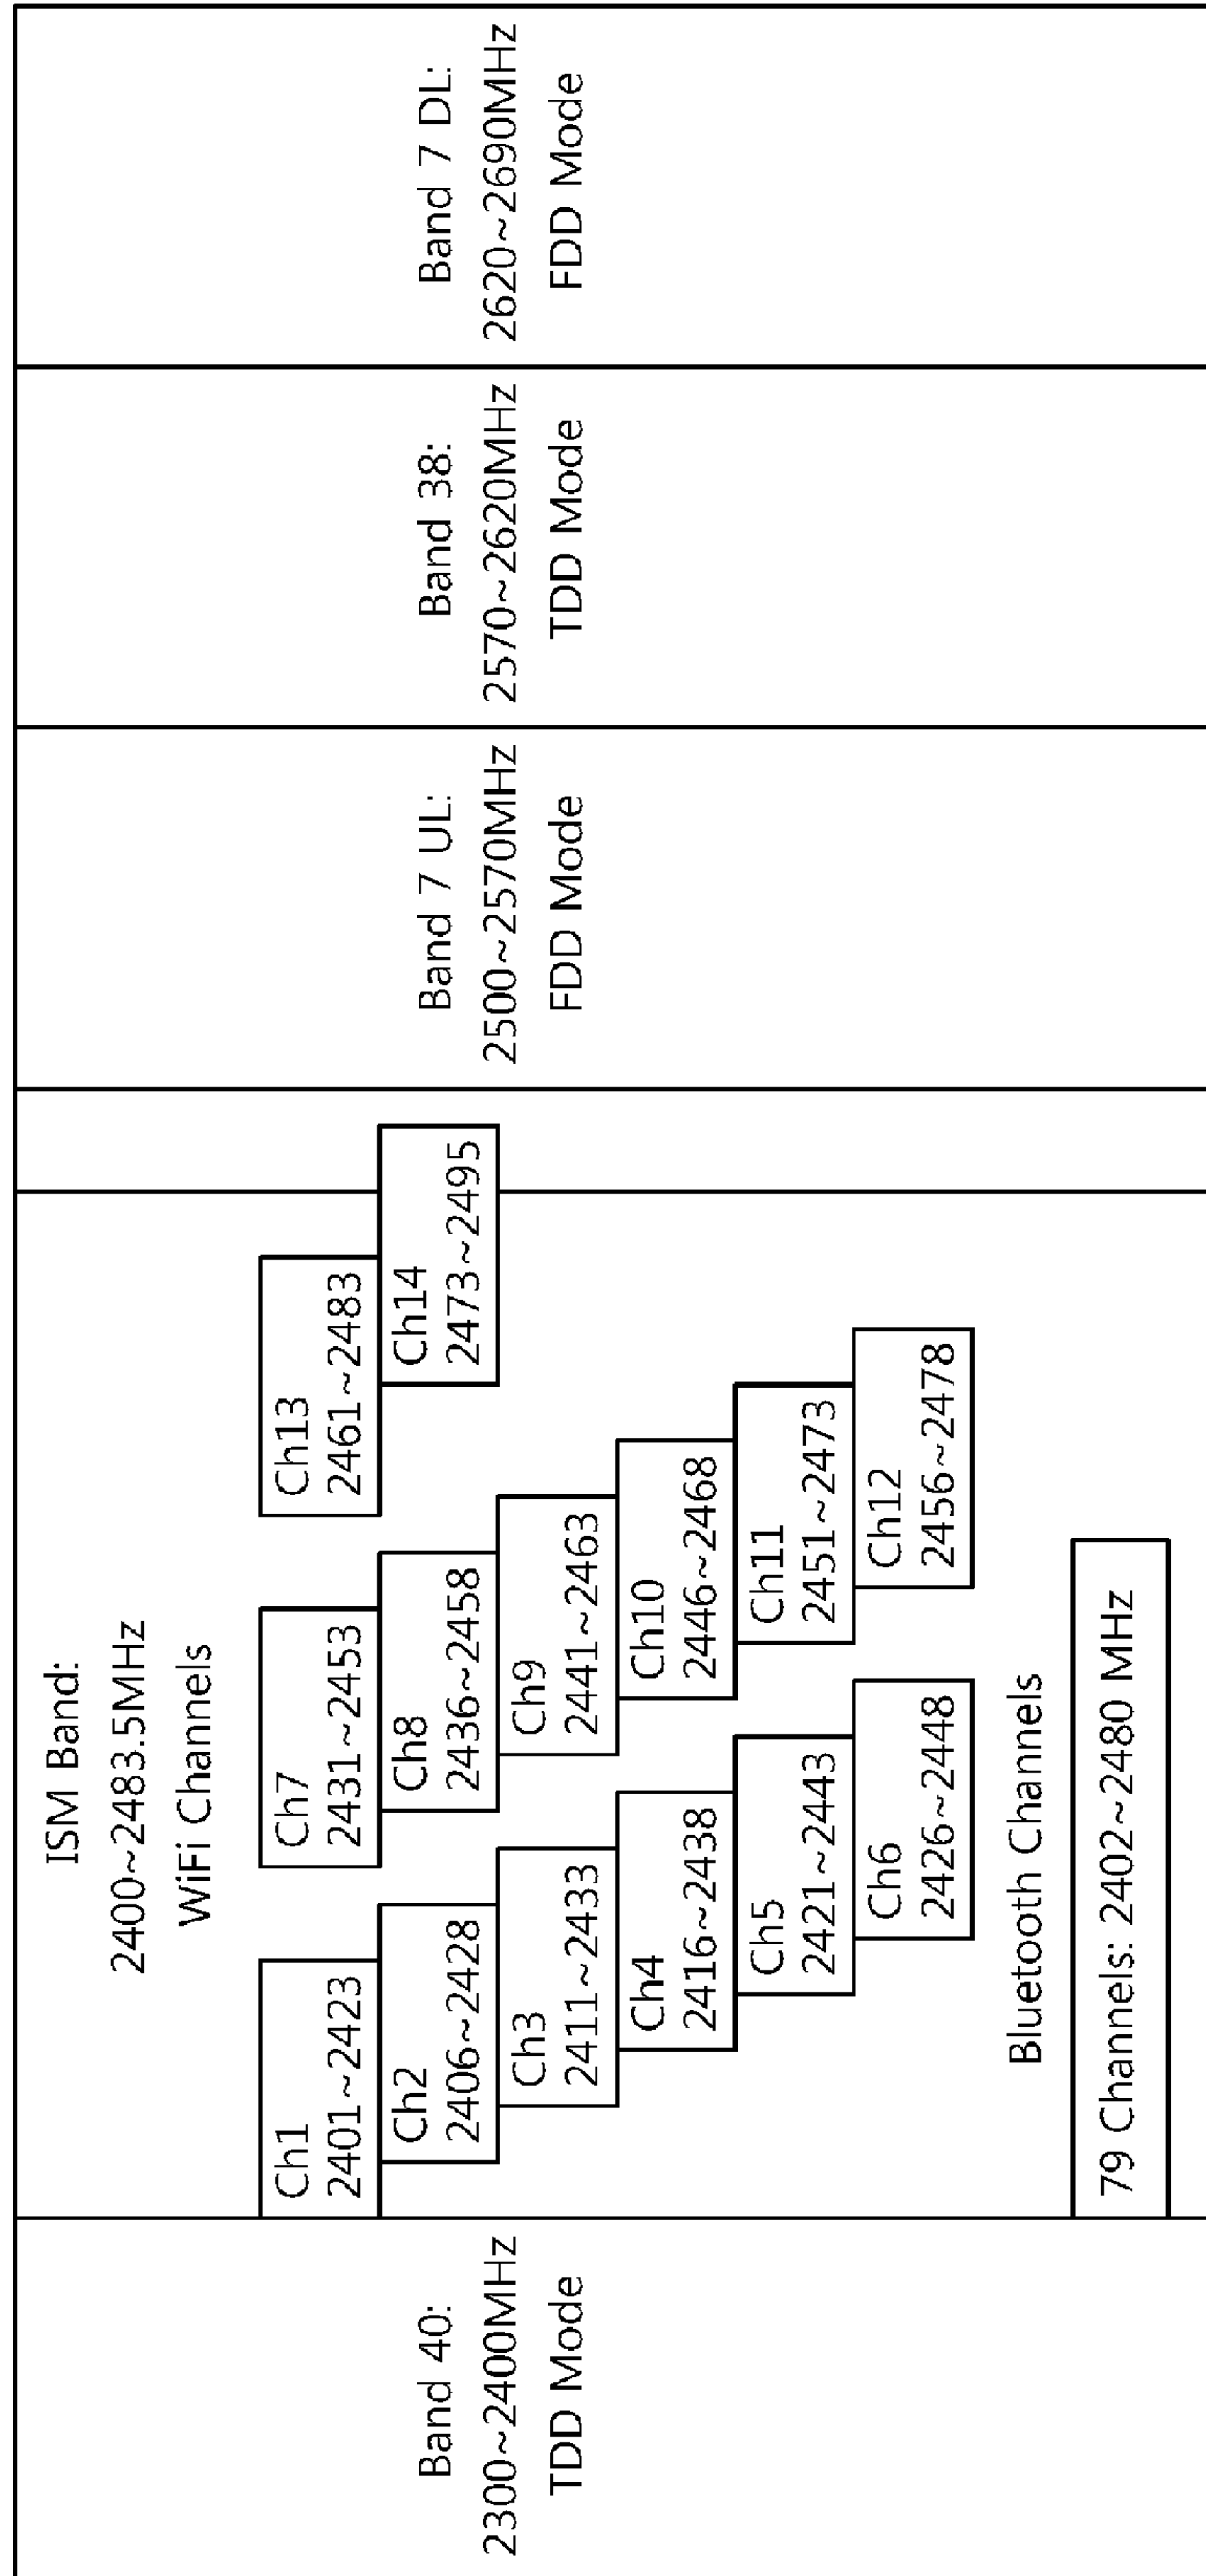 Band 40:
2300~2400MHz
TDD Mode
ISM Band:
2400~2483.5MHz
WiFi Channels
Ch1
2401~2423
Ch2
2406~2428
Ch3
2411~2433
Ch4
2416~2438
Ch5
2421~2443
Ch6
2426~2448
Ch7
2431~2453
Ch8
2436~2458
Ch9
2441~2463
Ch10
2446~2468
Ch11
2451~2473
Ch12
2456~2478
Ch13
2461~2483
Ch14
2473~2495
Bluetooth Channels
79 Channels: 2402~2480 MHz
Band 7 UL:
2500~2570MHz
FDD Mode
Band 38:
2570~2620MHz
TDD Mode
Band 7 DL:
2620~2690MHz
FDD Mode